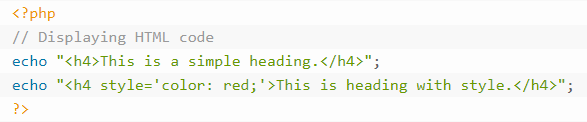 <?php
// Displaying HTML code
echo "<h4>This is a simple heading.</h4>";
echo "<h4 style='color: red;'>This is heading with style.</h4>";
?>